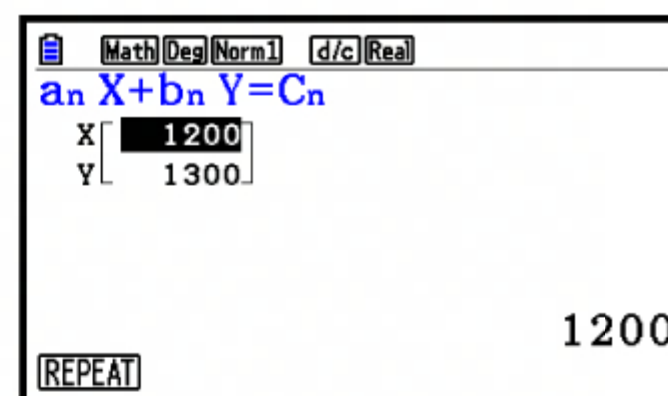 Math Deg Norm1 d/c Real
an X+bn Y=Cn
X 1200
Y 1300
1200
REPEAT